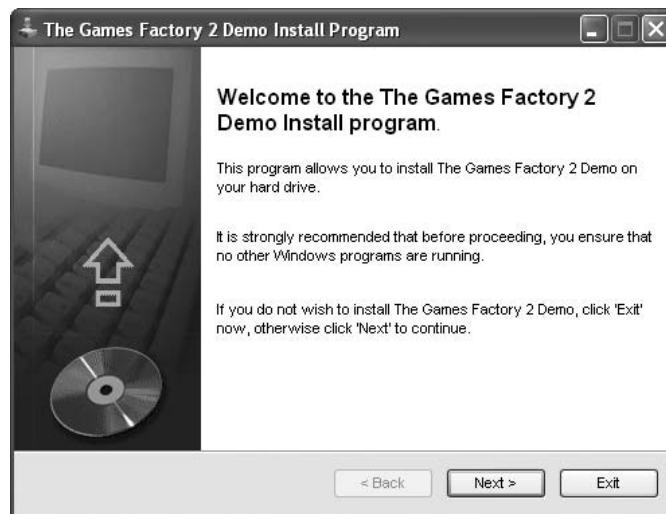 The Games Factory 2 Demo Install Program
Welcome to the The Games Factory 2
Demo Install program.
This program allows you to install The Games Factory 2 Demo on
your hard drive.
It is strongly recommended that before proceeding, you ensure that
no other Windows programs are running.
If you do not wish to install The Games Factory 2 Demo, click 'Exit'
now, otherwise click 'Next' to continue.
< Back Next > Exit